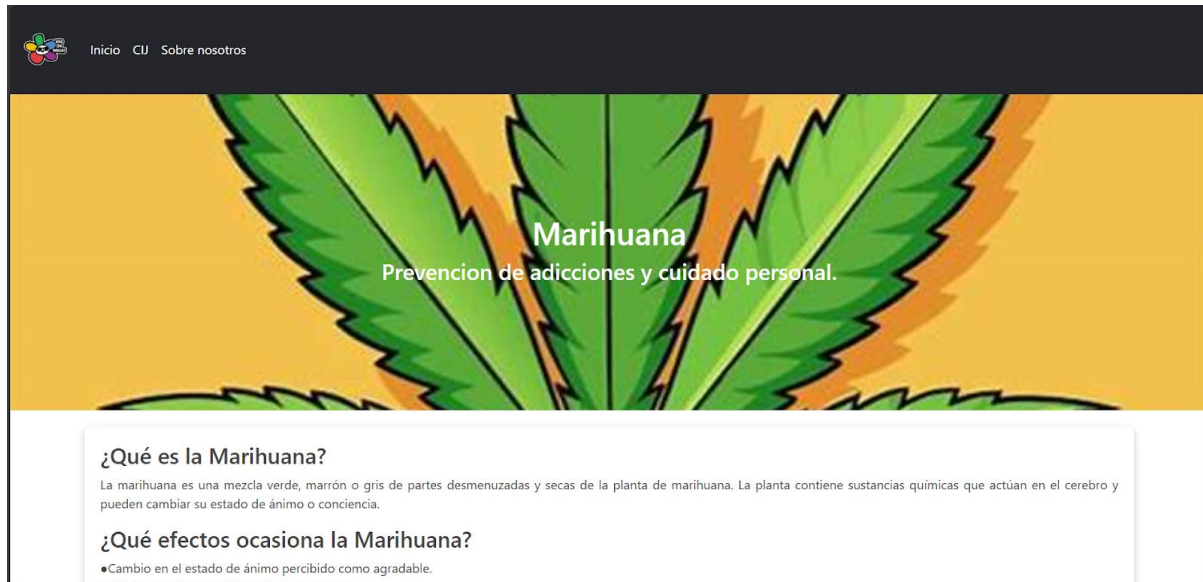 Inicio CIJ Sobre nosotros
Marihuana
Prevencion de adicciones y cuidado personal.
¿Qué es la Marihuana?
La marihuana es una mezcla verde, marrón o gris de partes desmenuzadas y secas de la planta de marihuana. La planta contiene sustancias químicas que actúan en el cerebro y
pueden cambiar su estado de ánimo o conciencia.
¿Qué efectos ocasiona la Marihuana?
●Cambio en el estado de ánimo percibido como agradable.